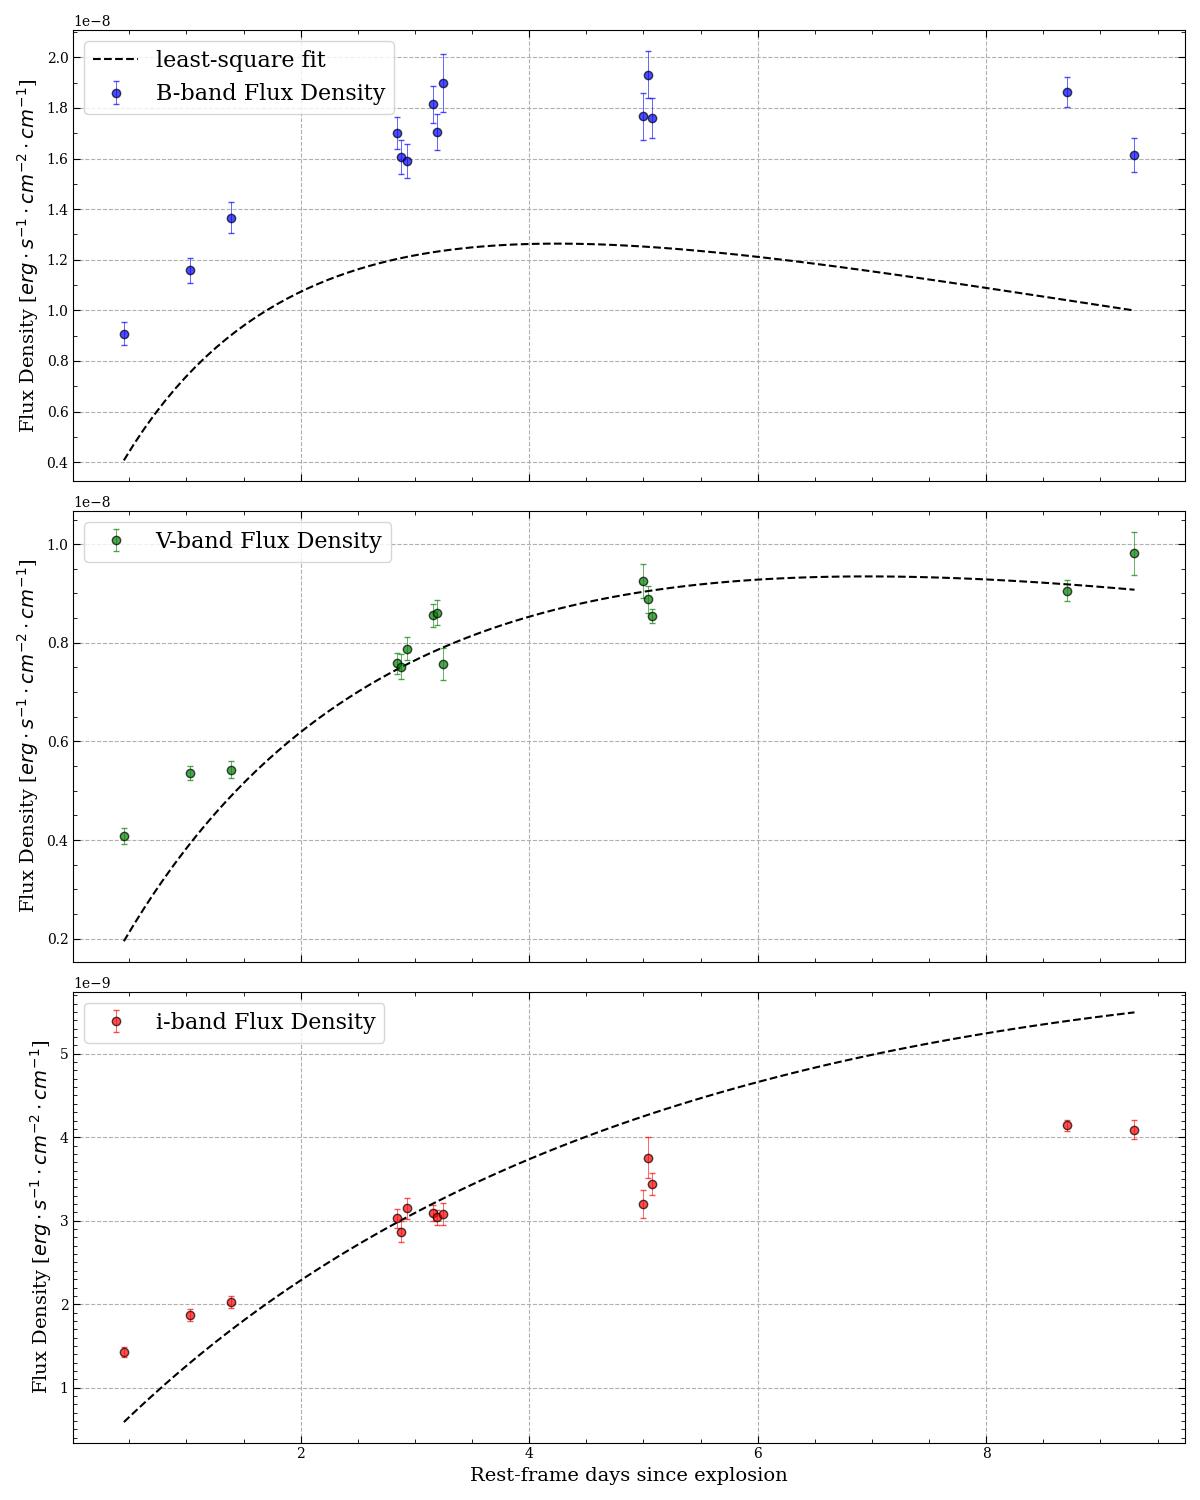 1e−8
least-square fit
B-band Flux Density
Flux Density [erg · s⁻¹ · cm⁻² · cm⁻¹]
2.0
1.8
1.6
1.4
1.2
1.0
0.8
0.6
0.4
1e−8
V-band Flux Density
Flux Density [erg · s⁻¹ · cm⁻² · cm⁻¹]
1.0
0.8
0.6
0.4
0.2
1e−9
i-band Flux Density
Flux Density [erg · s⁻¹ · cm⁻² · cm⁻¹]
5
4
3
2
1
2 4 6 8
Rest-frame days since explosion